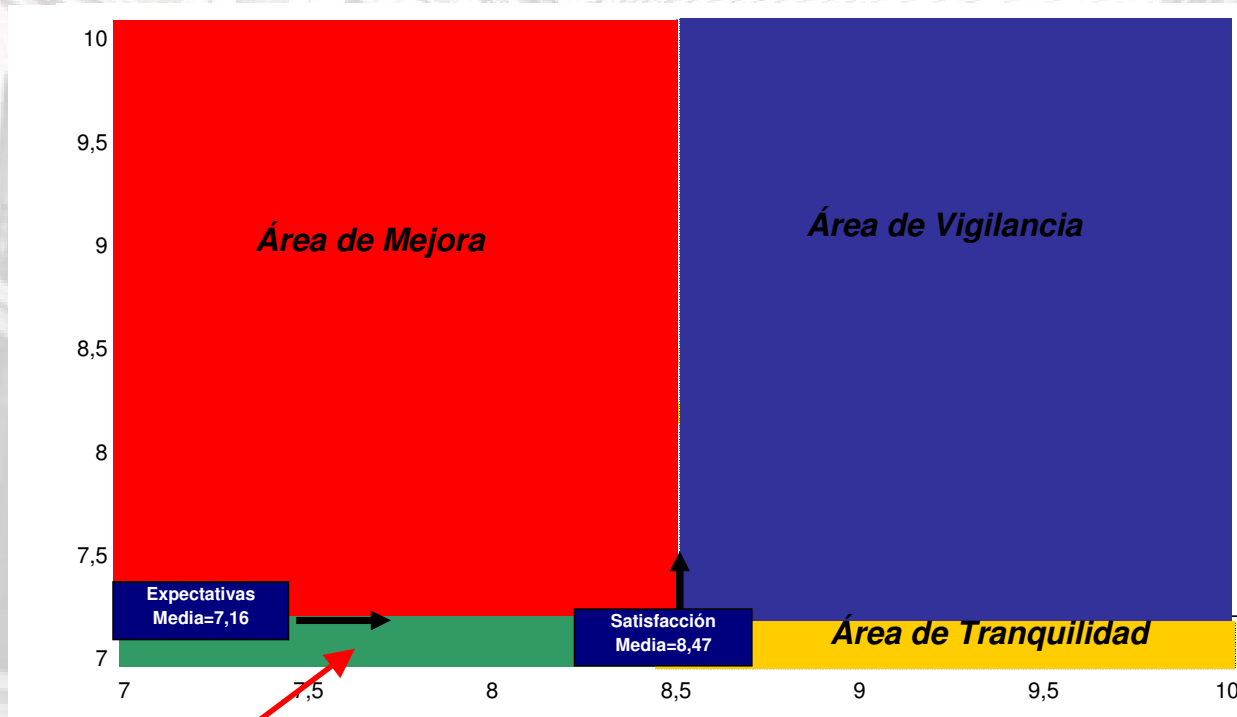 10
9,5
Área de Vigilancia
Área de Mejora
9
8,5
8
7,5
Expectativas
Media=7,16
Satisfacción
Media=8,47
Área de Tranquilidad
7
7 7,5 8 8,5 9 9,5 10